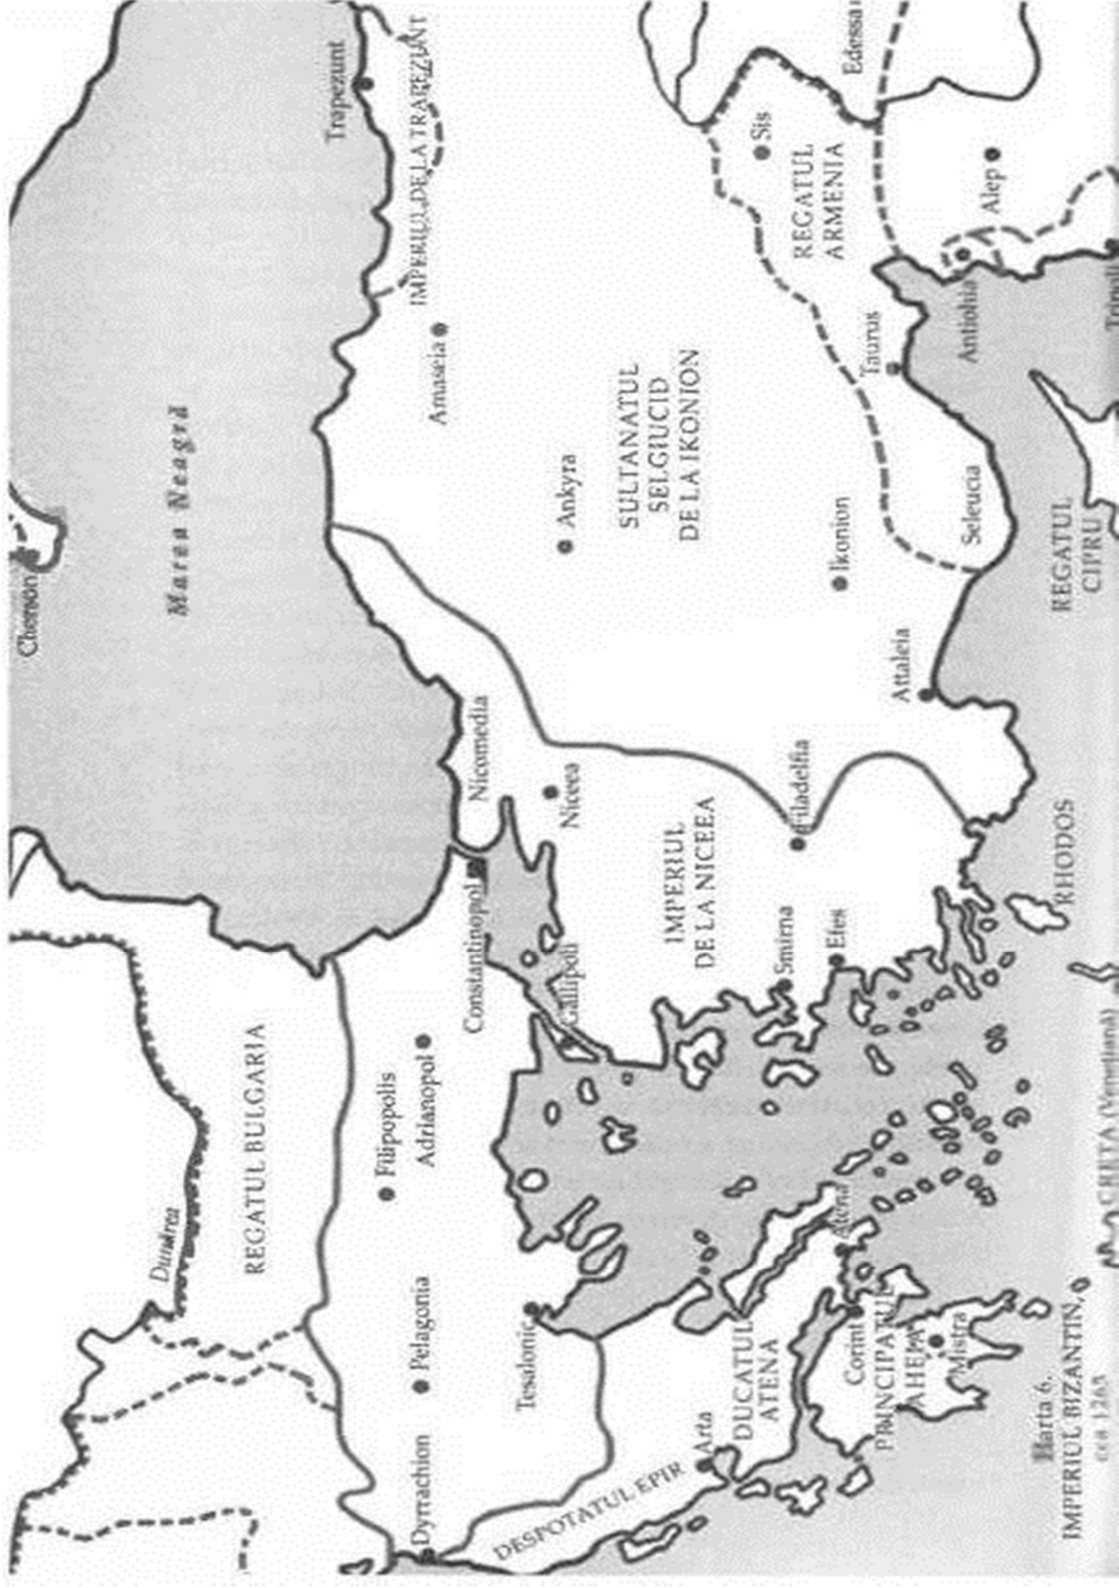 Cherson
Marea Neagră
Trapezunt
IMPERIUL DE LA TRAPEZUNT
Amaseia
Dunărea
REGATUL BULGARIA
Constantinopol
Nicomedia
Niceea
Gallipoli
Filipopolis
Adrianopol
Pelagonia
Dyrrachion
Tesalonic
DESPOTATUL EPIR
Arta
DUCATUL
ATENA
Atena
Corint
PRINCIPATUL
AHEIA
Mistra
IMPERIUL
DE LA NICEEA
Smirna
Efes
Filadelfia
Ankyra
SULTANATUL
SELGIUCID
DE LA IKONION
Ikonion
Attaleia
Seleucia
Taurus
REGATUL
ARMENIA
Sis
Edessa
Alep
Antiohia
REGATUL
CIPRU
RHODOS
CRETA (Venețiană)
Harta 6.
IMPERIUL BIZANTIN,